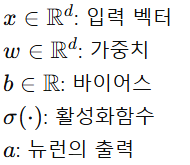 x ∈ ℝ^d: 입력 벡터
w ∈ ℝ^d: 가중치
b ∈ ℝ: 바이어스
σ(·): 활성화함수
a: 뉴런의 출력